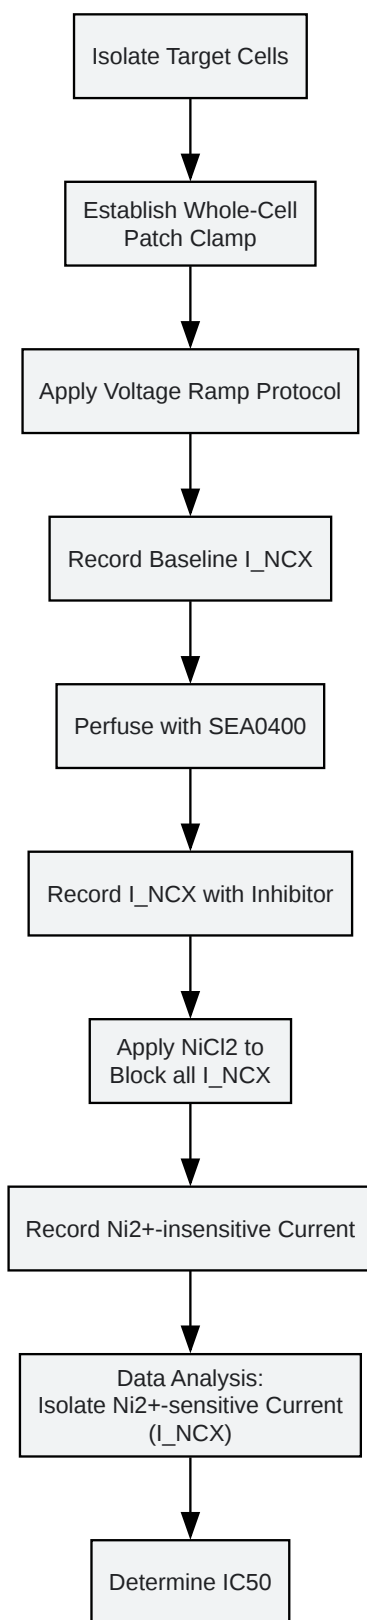 Isolate Target Cells
Establish Whole-Cell
Patch Clamp
Apply Voltage Ramp Protocol
Record Baseline I_NCX
Perfuse with SEA0400
Record I_NCX with Inhibitor
Apply NiCl2 to
Block all I_NCX
Record Ni2+-insensitive Current
Data Analysis:
Isolate Ni2+-sensitive Current
(I_NCX)
Determine IC50